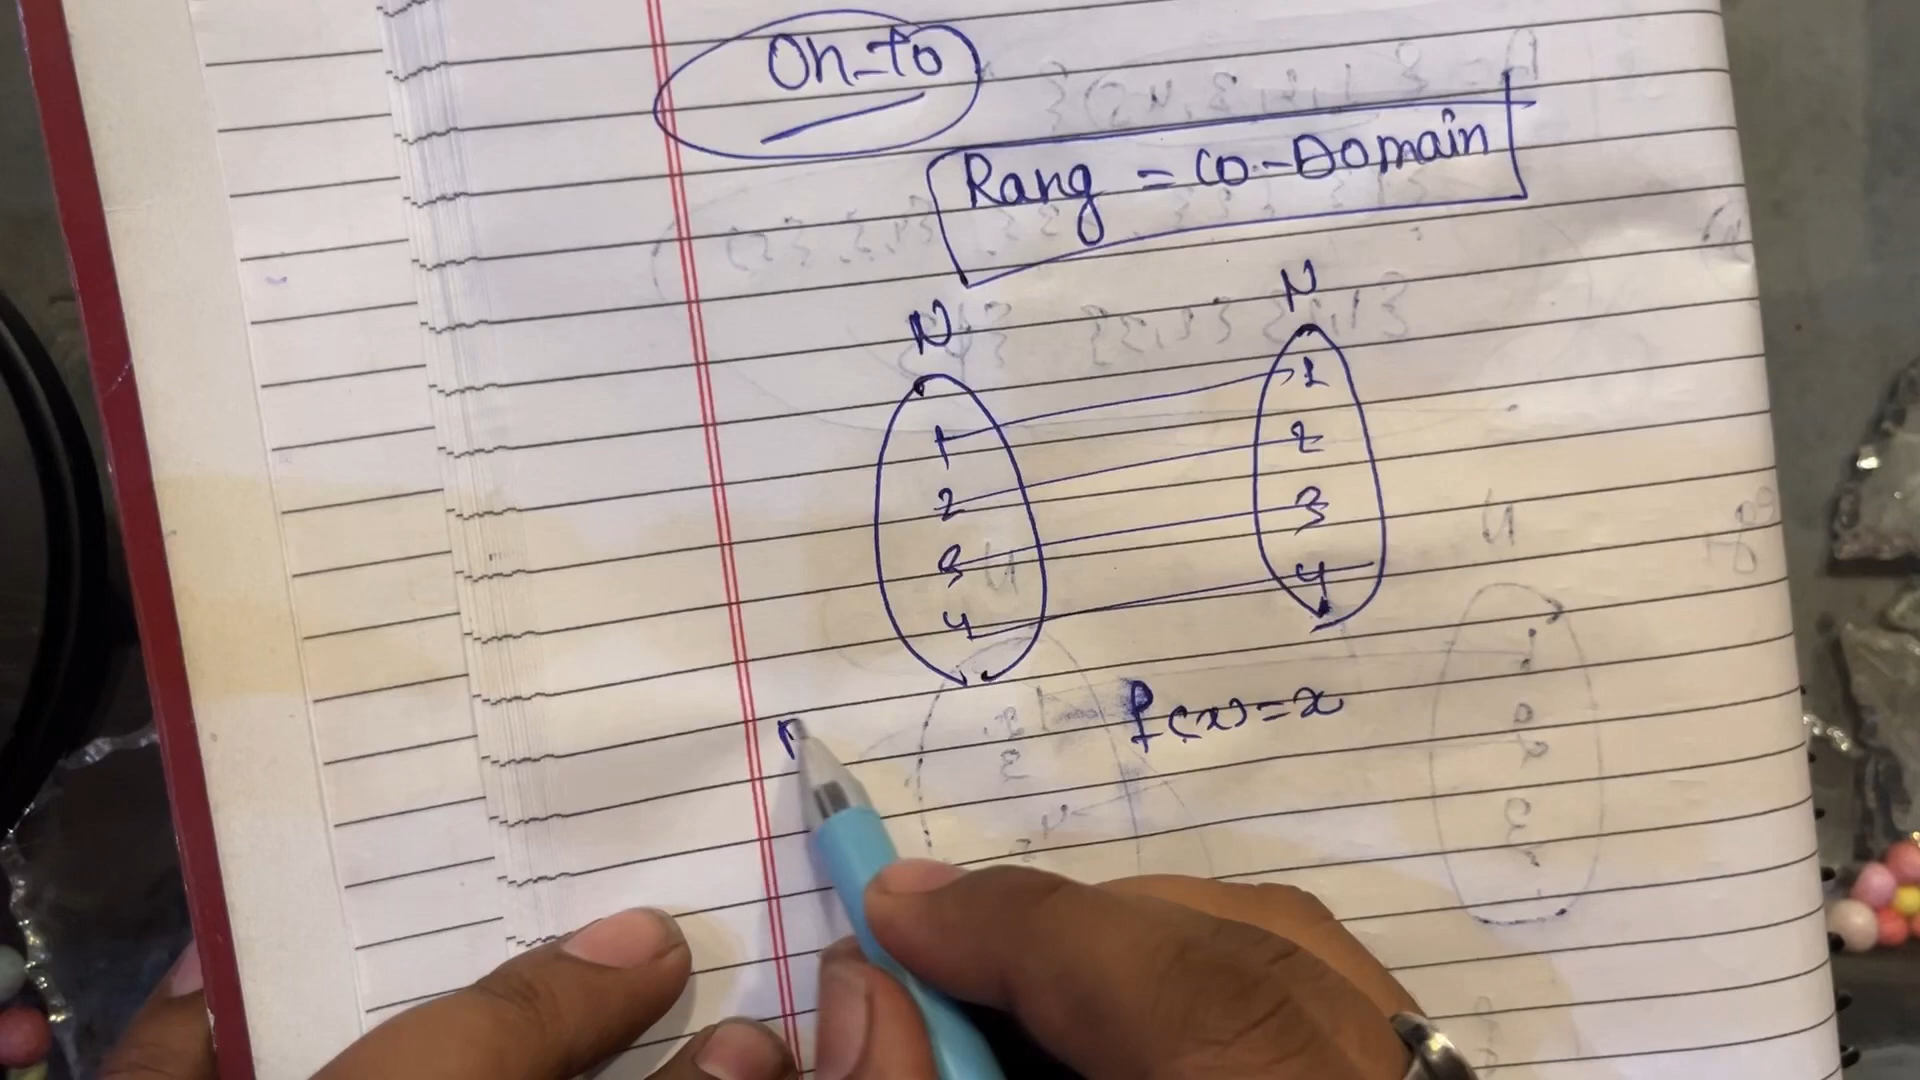 On-to
Rang = Co-Domain
N N
1 1
2 2
3 3
4 4
f(x)=x